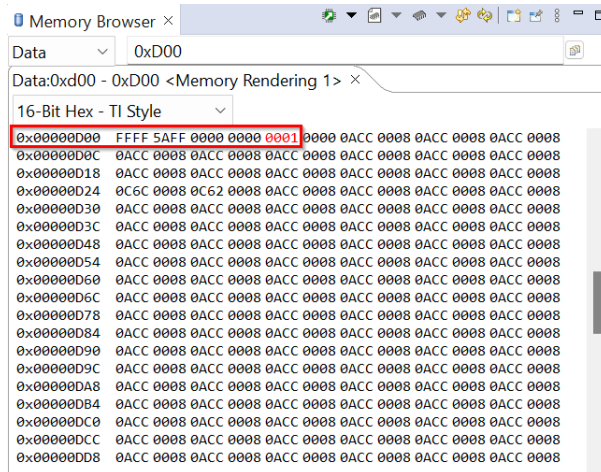 Memory Browser ×
Data 0xD00
Data:0xd00 - 0xD00 <Memory Rendering 1> ×
16-Bit Hex - TI Style
0x00000D00 FFFF 5AFF 0000 0000 0001 0000 0ACC 0008 0ACC 0008 0ACC 0008
0x00000D0C 0ACC 0008 0ACC 0008 0ACC 0008 0ACC 0008 0ACC 0008 0ACC 0008
0x00000D18 0ACC 0008 0ACC 0008 0ACC 0008 0ACC 0008 0ACC 0008 0ACC 0008
0x00000D24 0C6C 0008 0C62 0008 0ACC 0008 0ACC 0008 0ACC 0008 0ACC 0008
0x00000D30 0ACC 0008 0ACC 0008 0ACC 0008 0ACC 0008 0ACC 0008 0ACC 0008
0x00000D3C 0ACC 0008 0ACC 0008 0ACC 0008 0ACC 0008 0ACC 0008 0ACC 0008
0x00000D48 0ACC 0008 0ACC 0008 0ACC 0008 0ACC 0008 0ACC 0008 0ACC 0008
0x00000D54 0ACC 0008 0ACC 0008 0ACC 0008 0ACC 0008 0ACC 0008 0ACC 0008
0x00000D60 0ACC 0008 0ACC 0008 0ACC 0008 0ACC 0008 0ACC 0008 0ACC 0008
0x00000D6C 0ACC 0008 0ACC 0008 0ACC 0008 0ACC 0008 0ACC 0008 0ACC 0008
0x00000D78 0ACC 0008 0ACC 0008 0ACC 0008 0ACC 0008 0ACC 0008 0ACC 0008
0x00000D84 0ACC 0008 0ACC 0008 0ACC 0008 0ACC 0008 0ACC 0008 0ACC 0008
0x00000D90 0ACC 0008 0ACC 0008 0ACC 0008 0ACC 0008 0ACC 0008 0ACC 0008
0x00000D9C 0ACC 0008 0ACC 0008 0ACC 0008 0ACC 0008 0ACC 0008 0ACC 0008
0x00000DA8 0ACC 0008 0ACC 0008 0ACC 0008 0ACC 0008 0ACC 0008 0ACC 0008
0x00000DB4 0ACC 0008 0ACC 0008 0ACC 0008 0ACC 0008 0ACC 0008 0ACC 0008
0x00000DC0 0ACC 0008 0ACC 0008 0ACC 0008 0ACC 0008 0ACC 0008 0ACC 0008
0x00000DCC 0ACC 0008 0ACC 0008 0ACC 0008 0ACC 0008 0ACC 0008 0ACC 0008
0x00000DD8 0ACC 0008 0ACC 0008 0ACC 0008 0ACC 0008 0ACC 0008 0ACC 0008